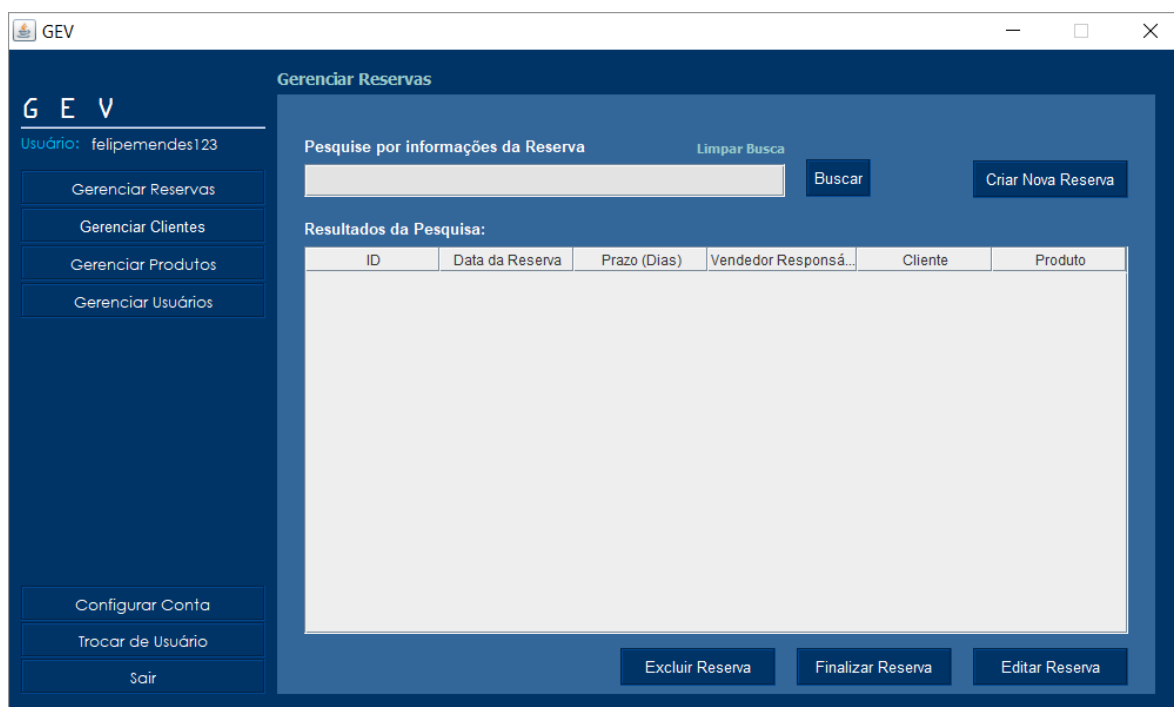 GEV
G E V
Usuário: felipemendes123
Gerenciar Reservas
Gerenciar Clientes
Gerenciar Produtos
Gerenciar Usuários
Configurar Conta
Trocar de Usuário
Sair
Gerenciar Reservas
Pesquise por informações da Reserva
Limpar Busca
Buscar
Criar Nova Reserva
Resultados da Pesquisa:
ID Data da Reserva Prazo (Dias) Vendedor Responsá... Cliente Produto
Excluir Reserva Finalizar Reserva Editar Reserva